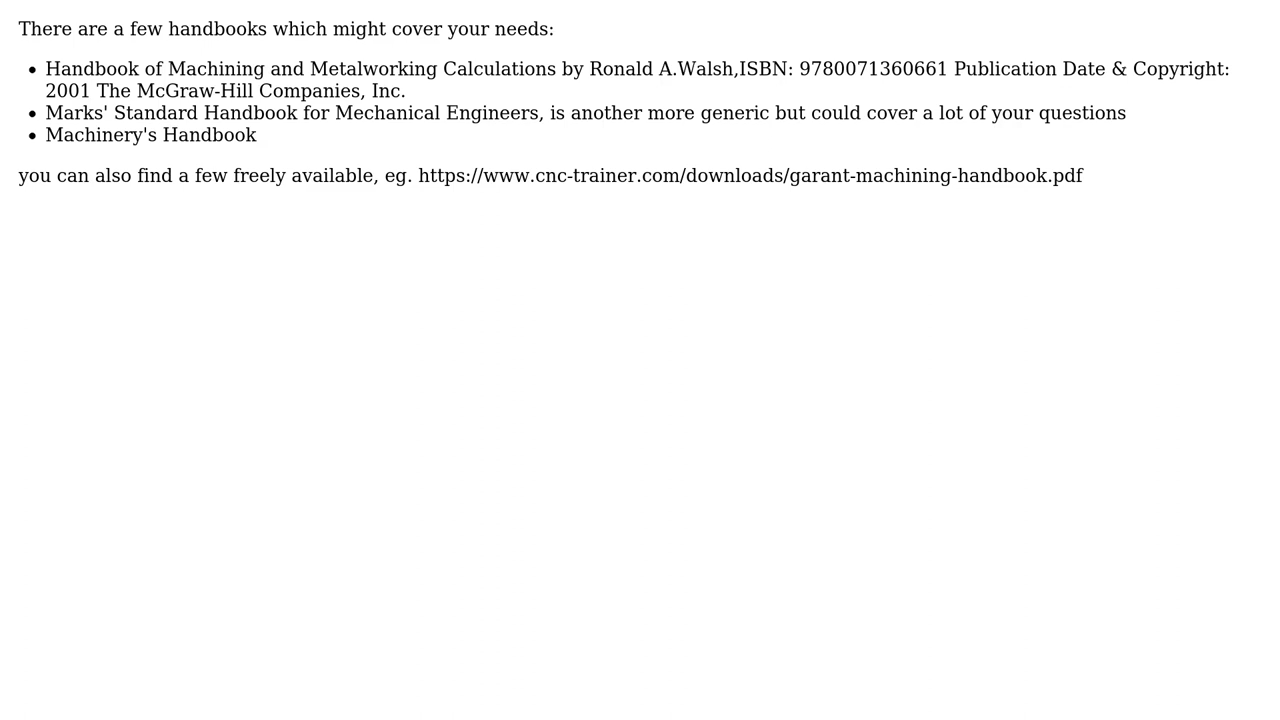 There are a few handbooks which might cover your needs:
• Handbook of Machining and Metalworking Calculations by Ronald A.Walsh,ISBN: 9780071360661 Publication Date & Copyright:
2001 The McGraw-Hill Companies, Inc.
• Marks' Standard Handbook for Mechanical Engineers, is another more generic but could cover a lot of your questions
• Machinery's Handbook
you can also find a few freely available, eg. https://www.cnc-trainer.com/downloads/garant-machining-handbook.pdf